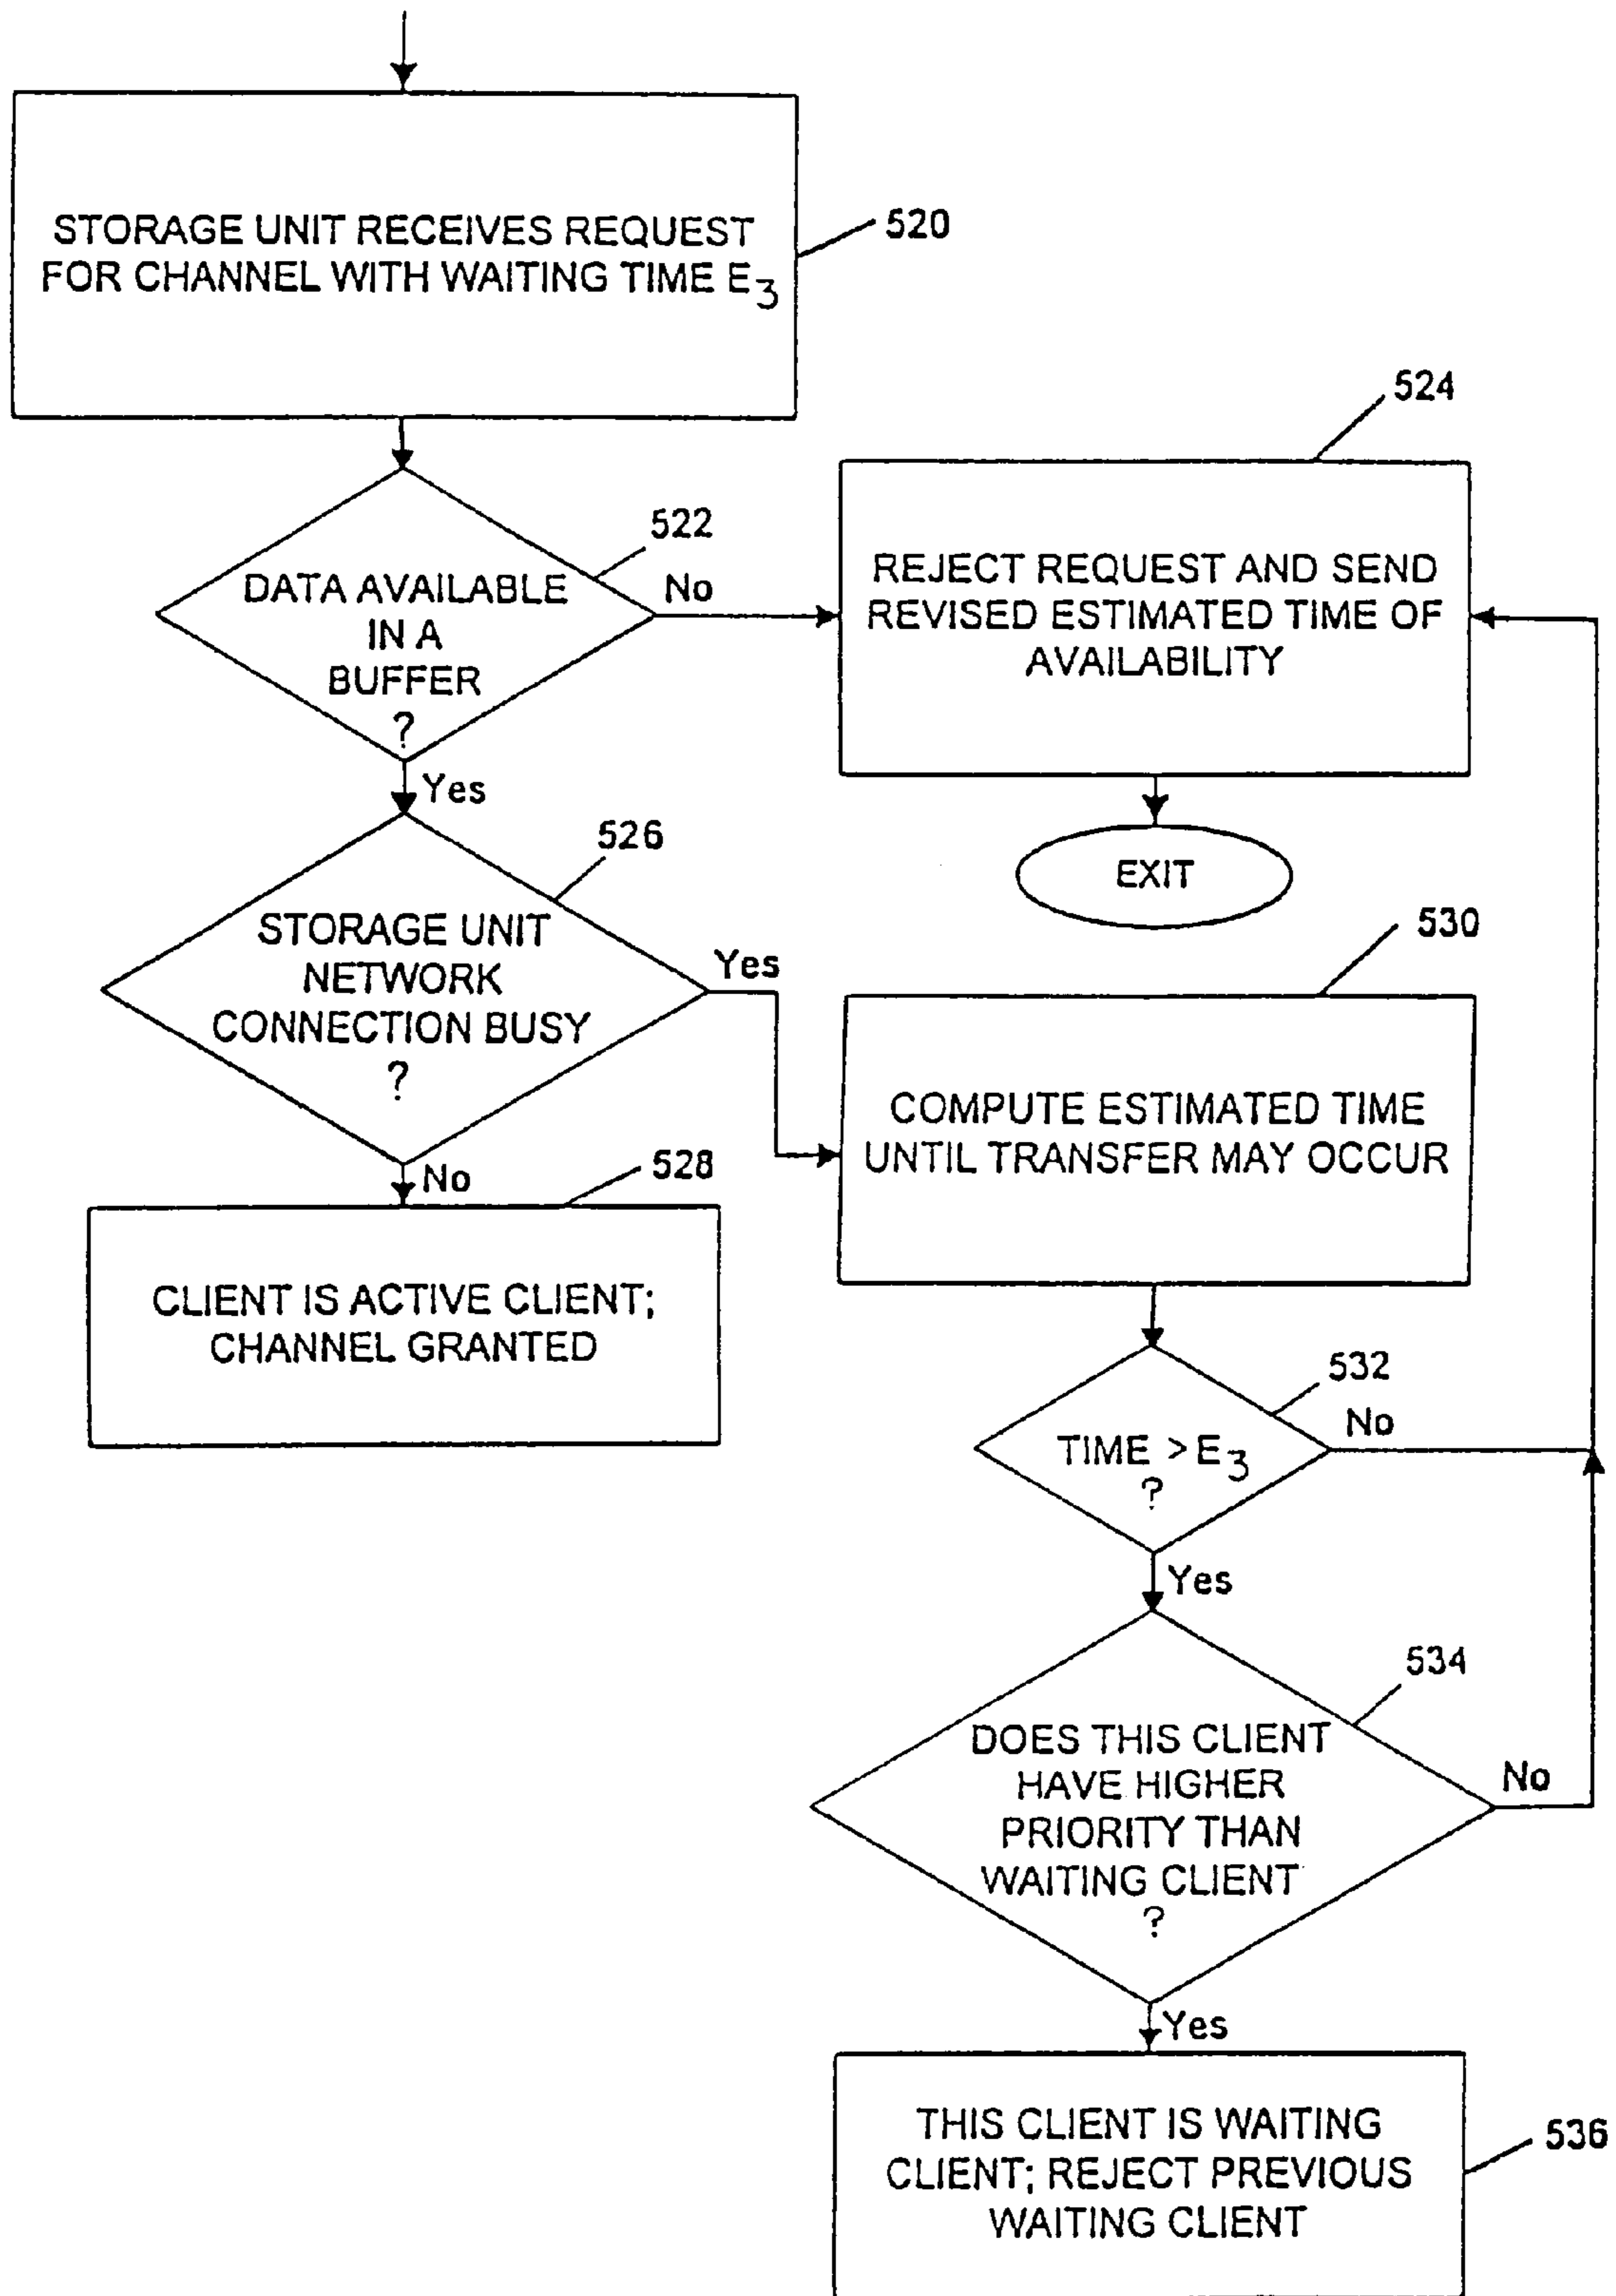 STORAGE UNIT RECEIVES REQUEST
FOR CHANNEL WITH WAITING TIME E3
520
524
522
DATA AVAILABLE
IN A
BUFFER
?
No
REJECT REQUEST AND SEND
REVISED ESTIMATED TIME OF
AVAILABILITY
Yes
EXIT
526
STORAGE UNIT
NETWORK
CONNECTION BUSY
?
Yes
530
COMPUTE ESTIMATED TIME
UNTIL TRANSFER MAY OCCUR
No
528
CLIENT IS ACTIVE CLIENT;
CHANNEL GRANTED
532
TIME > E3
?
No
Yes
534
DOES THIS CLIENT
HAVE HIGHER
PRIORITY THAN
WAITING CLIENT
?
No
Yes
THIS CLIENT IS WAITING
CLIENT; REJECT PREVIOUS
WAITING CLIENT
536